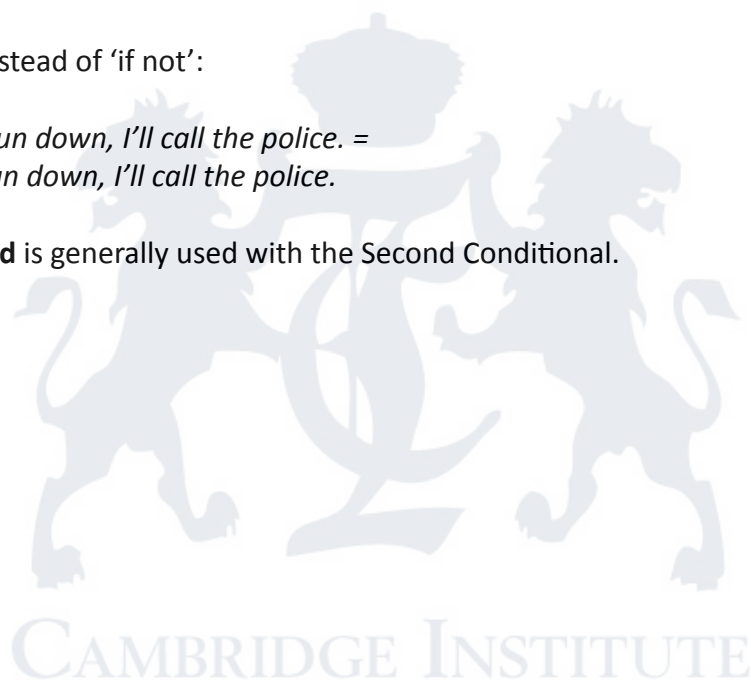 stead of ‘if not’:
un down, I’ll call the police. =
n down, I’ll call the police.
d is generally used with the Second Conditional.
CAMBRIDGE INSTITUTE